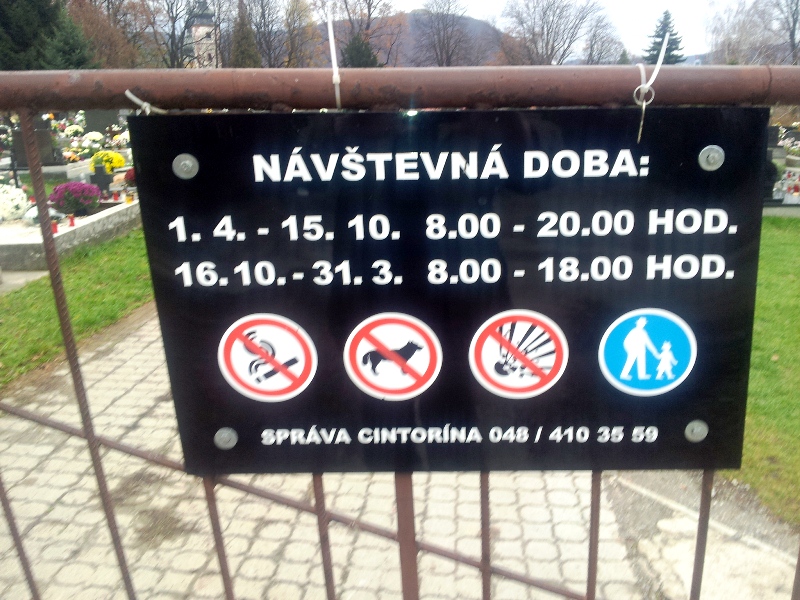 NÁVŠTEVNÁ DOBA:
1. 4. - 15. 10. 8.00 - 20.00 HOD.
16. 10. - 31. 3. 8.00 - 18.00 HOD.
SPRÁVA CINTORÍNA 048 / 410 35 59